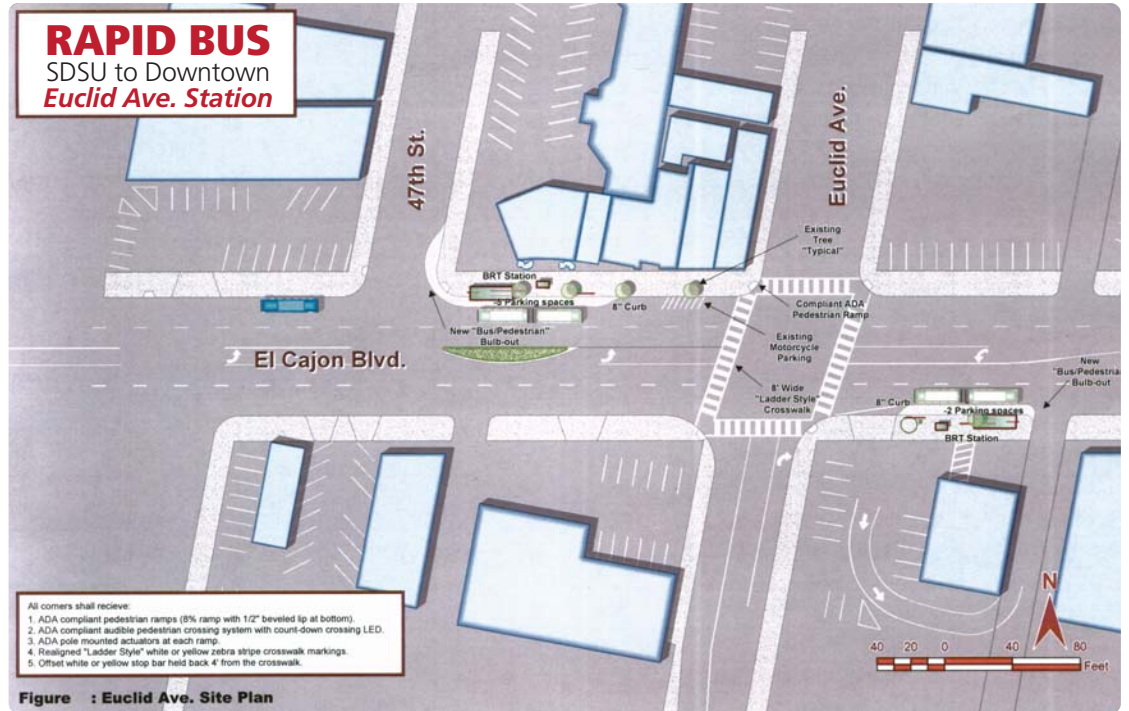 RAPID BUS
SDSU to Downtown
Euclid Ave. Station
47th St.
Euclid Ave.
Existing
Tree
"Typical"
BRT Station
-5 Parking spaces
8" Curb
Compliant ADA
Pedestrian Ramp
New "Bus/Pedestrian"
Bulb-out
Existing
Motorcycle
Parking
El Cajon Blvd.
8' Wide
"Ladder Style"
Crosswalk
New
"Bus/Pedestrian
Bulb-out
8" Curb
-2 Parking spaces
BRT Station
All corners shall recieve:
1. ADA compliant pedestrian ramps (8% ramp with 1/2" beveled lip at bottom).
2. ADA compliant audible pedestrian crossing system with count-down crossing LED.
3. ADA pole mounted actuators at each ramp.
4. Realigned "Ladder Style" white or yellow zebra stripe crosswalk markings.
5. Offset white or yellow stop bar held back 4' from the crosswalk.
N
40 20 0 40 80
Feet
Figure : Euclid Ave. Site Plan